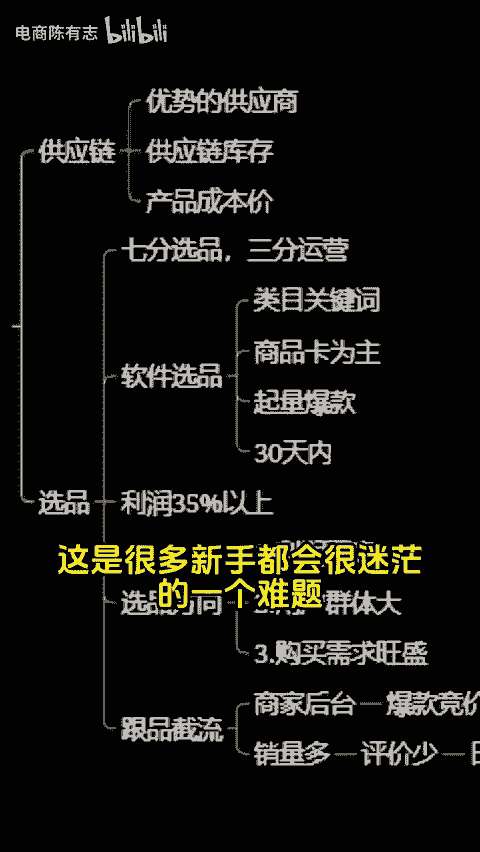 电商陈有志 bilibili
优势的供应商
供应链
供应链库存
产品成本价
七分选品，三分运营
类目关键词
商品卡为主
软件选品
起量爆款
30天内
选品
利润35%以上
这是很多新手都会很迷茫
的一个难题
选品方向
群体大
3.购买需求旺盛
商家后台
爆款竞价
跟品截流
销量多
评价少